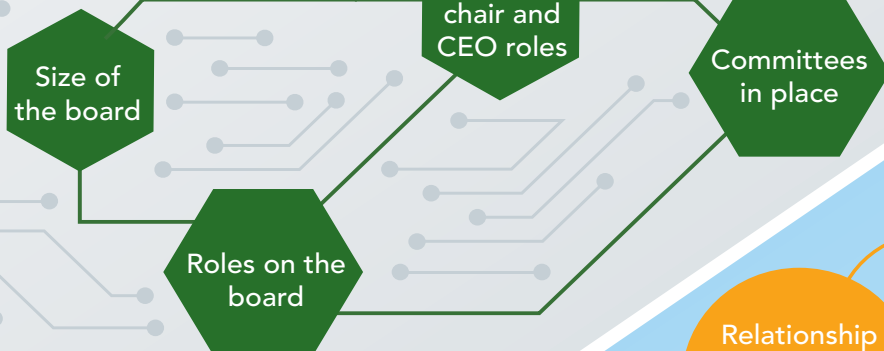 chair and
CEO roles
Size of
the board
Committees
in place
Roles on the
board
Relationship